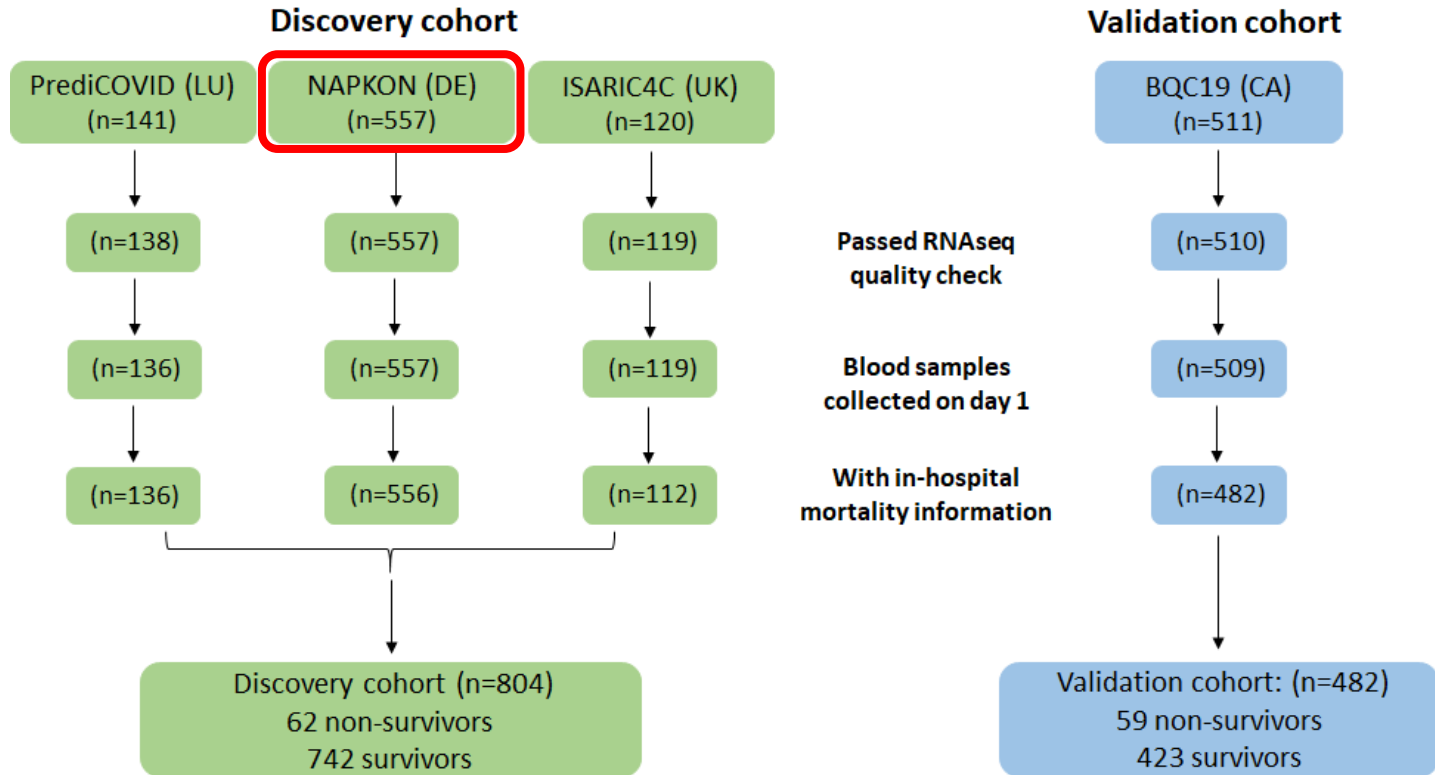 Discovery cohort
Validation cohort
PrediCOVID (LU)
(n=141)
NAPKON (DE)
(n=557)
ISARIC4C (UK)
(n=120)
BQC19 (CA)
(n=511)
(n=138)
(n=557)
(n=119)
Passed RNAseq
quality check
(n=510)
(n=136)
(n=557)
(n=119)
Blood samples
collected on day 1
(n=509)
(n=136)
(n=556)
(n=112)
With in-hospital
mortality information
(n=482)
Discovery cohort (n=804)
62 non-survivors
742 survivors
Validation cohort: (n=482)
59 non-survivors
423 survivors